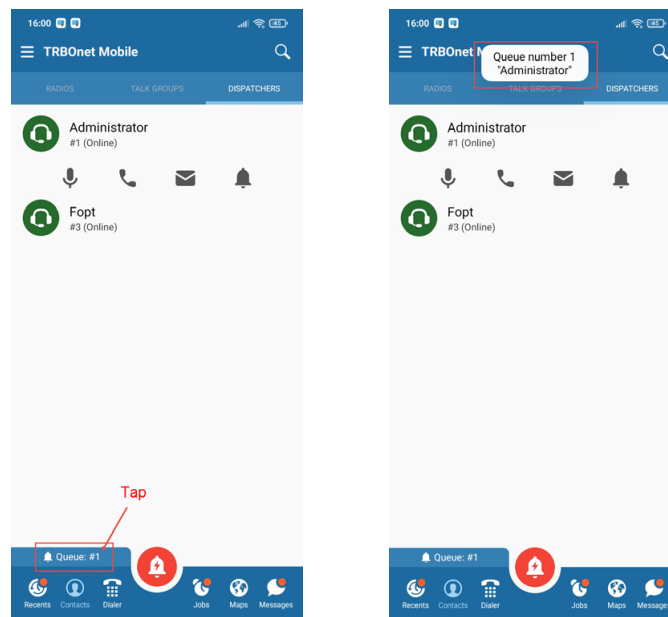 16:00
45
TRBOnet Mobile
RADIOS TALK GROUPS DISPATCHERS
Administrator
#1 (Online)
Fopt
#3 (Online)
Tap
Queue: #1
Recents Contacts Dialer Jobs Maps Messages
16:00
45
TRBOnet
Queue number 1
"Administrator"
RADIOS TALK GROUPS DISPATCHERS
Administrator
#1 (Online)
Fopt
#3 (Online)
Queue: #1
Recents Contacts Dialer Jobs Maps Messages